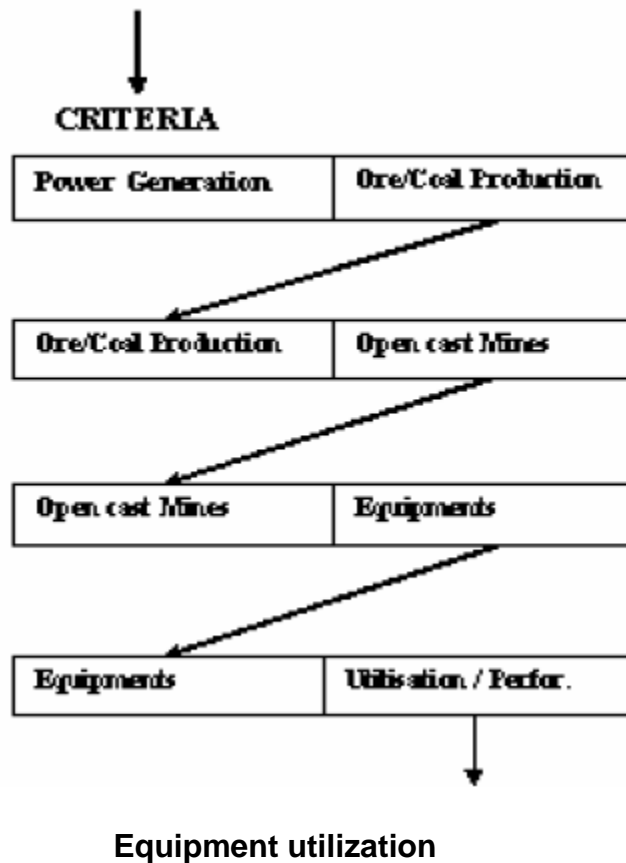 CRITERIA
Power Generation
Ore/Coal Production
Ore/Coal Production
Open cast Mines
Open cast Mines
Equipments
Equipments
Utilisation / Perfor.
Equipment utilization